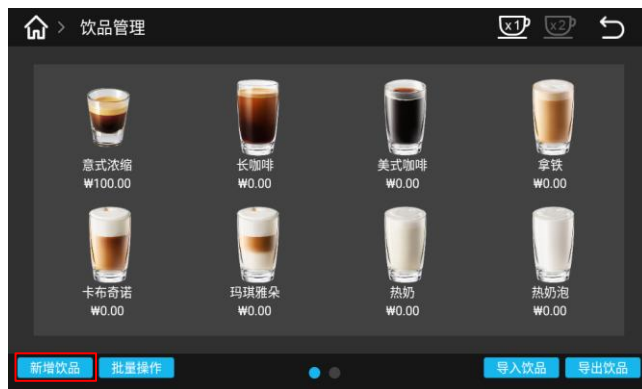 > 饮品管理 x1 x2
意式浓缩 长咖啡 美式咖啡 拿铁
₩100.00 ₩0.00 ₩0.00 ₩0.00
卡布奇诺 玛琪雅朵 热奶 热奶泡
₩0.00 ₩0.00 ₩0.00 ₩0.00
新增饮品 批量操作 导入饮品 导出饮品